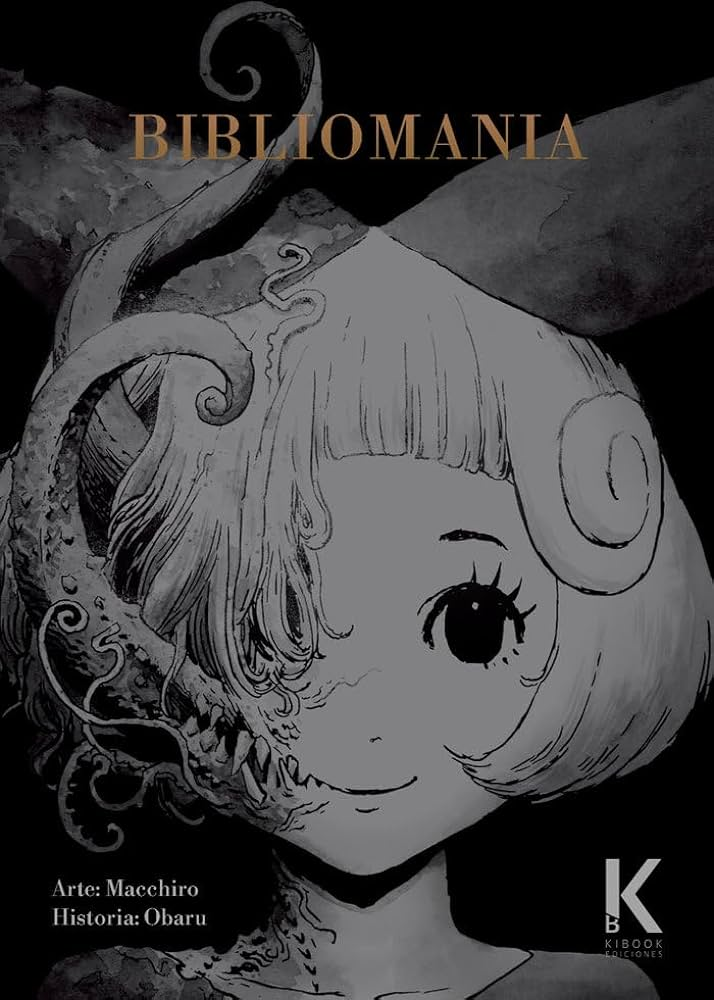 BIBLIOMANIA
Arte: Macchiro
Historia: Obaru
K
B
KIBOOK
EDICIONES